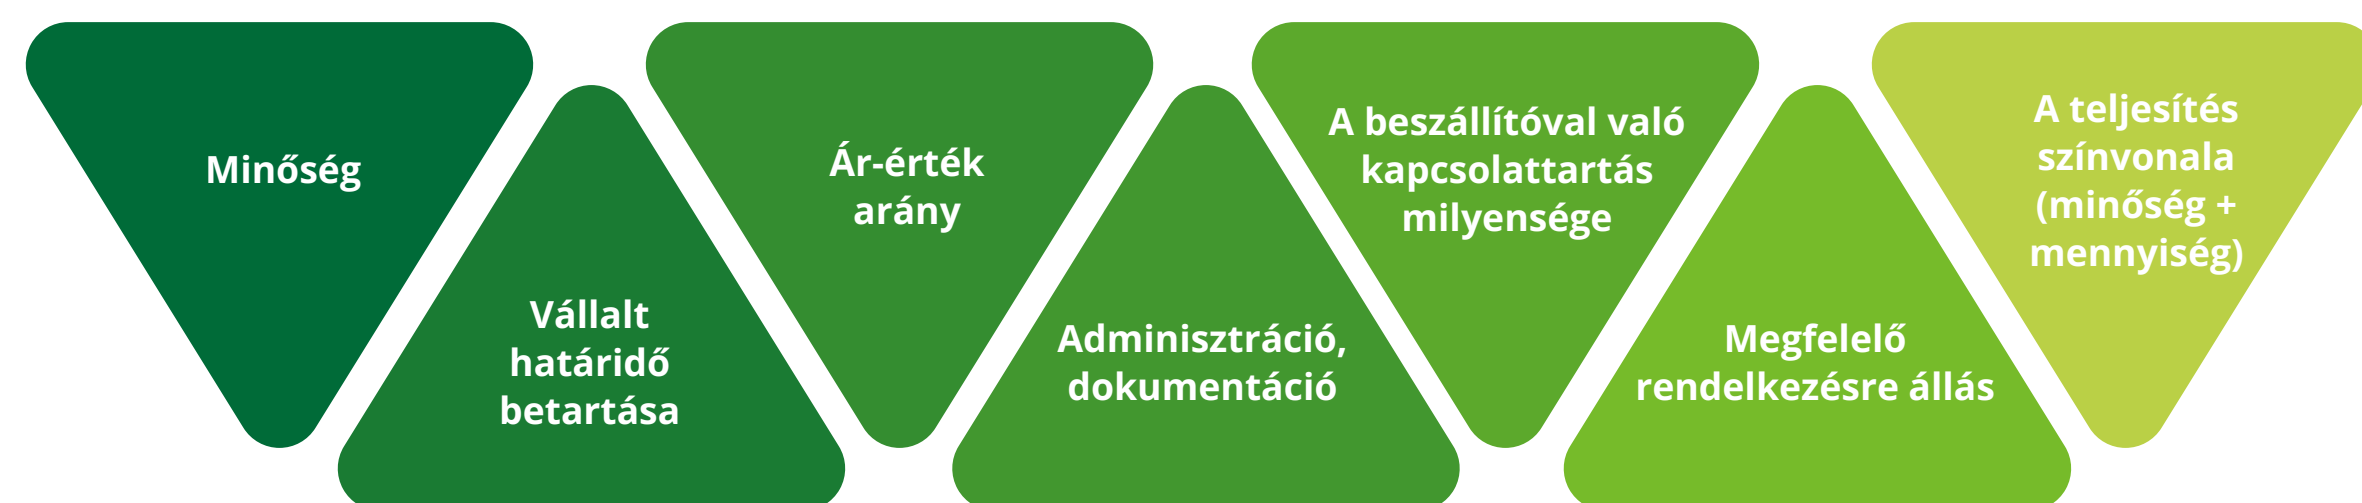 Minőség
Vállalt
határidő
betartása
Ár-érték
arány
Adminisztráció,
dokumentáció
A beszállítóval való
kapcsolattartás
milyensége
Megfelelő
rendelkezésre állás
A teljesítés
színvonala
(minőség +
mennyiség)